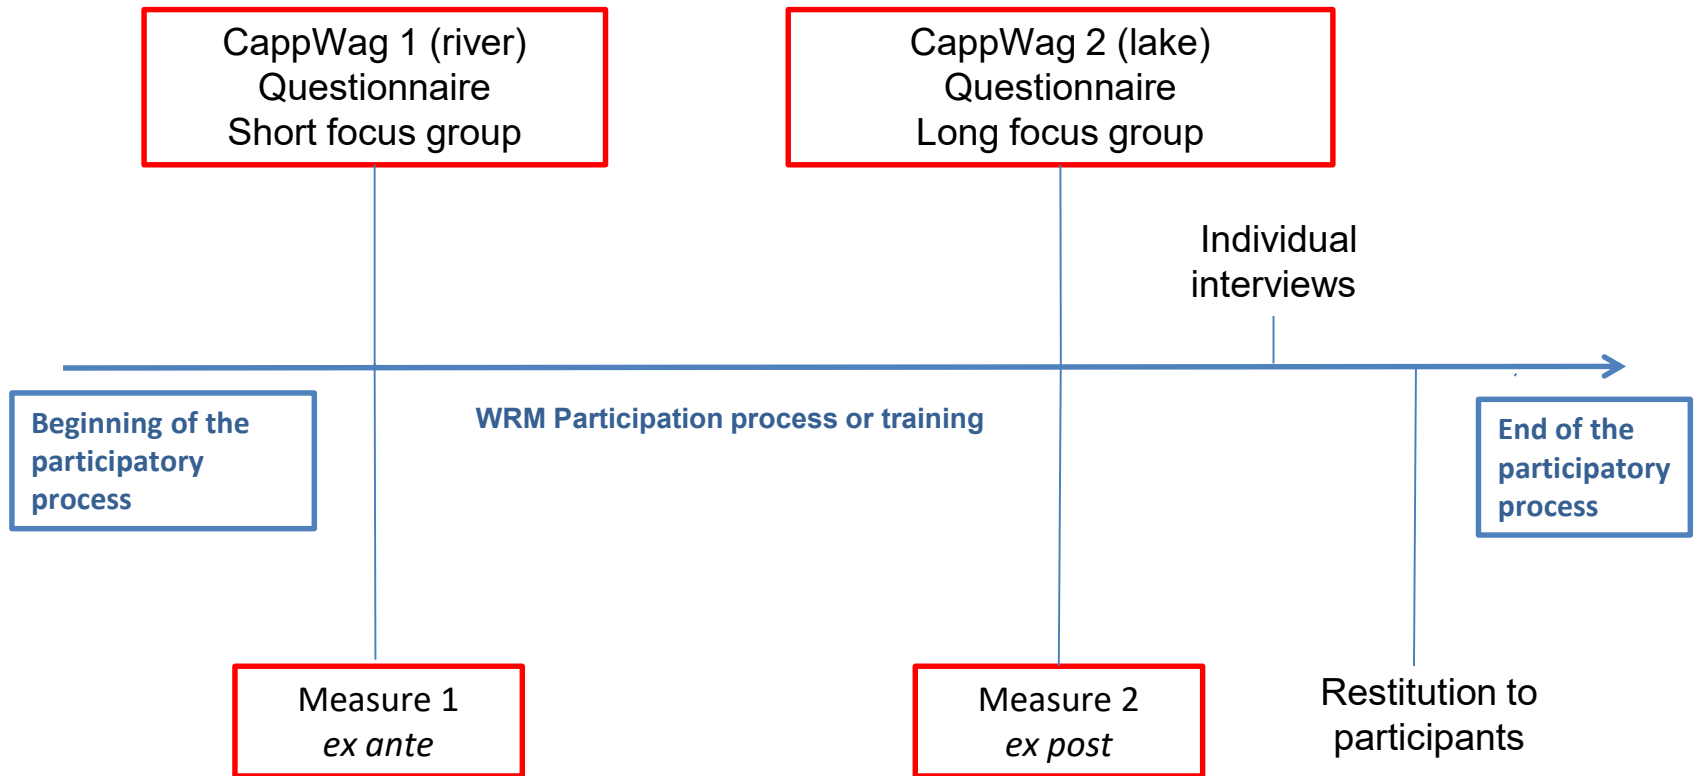 CappWag 1 (river)
Questionnaire
Short focus group
CappWag 2 (lake)
Questionnaire
Long focus group
Individual
interviews
Beginning of the
participatory
process
WRM Participation process or training
End of the
participatory
process
Measure 1
ex ante
Measure 2
ex post
Restitution to
participants